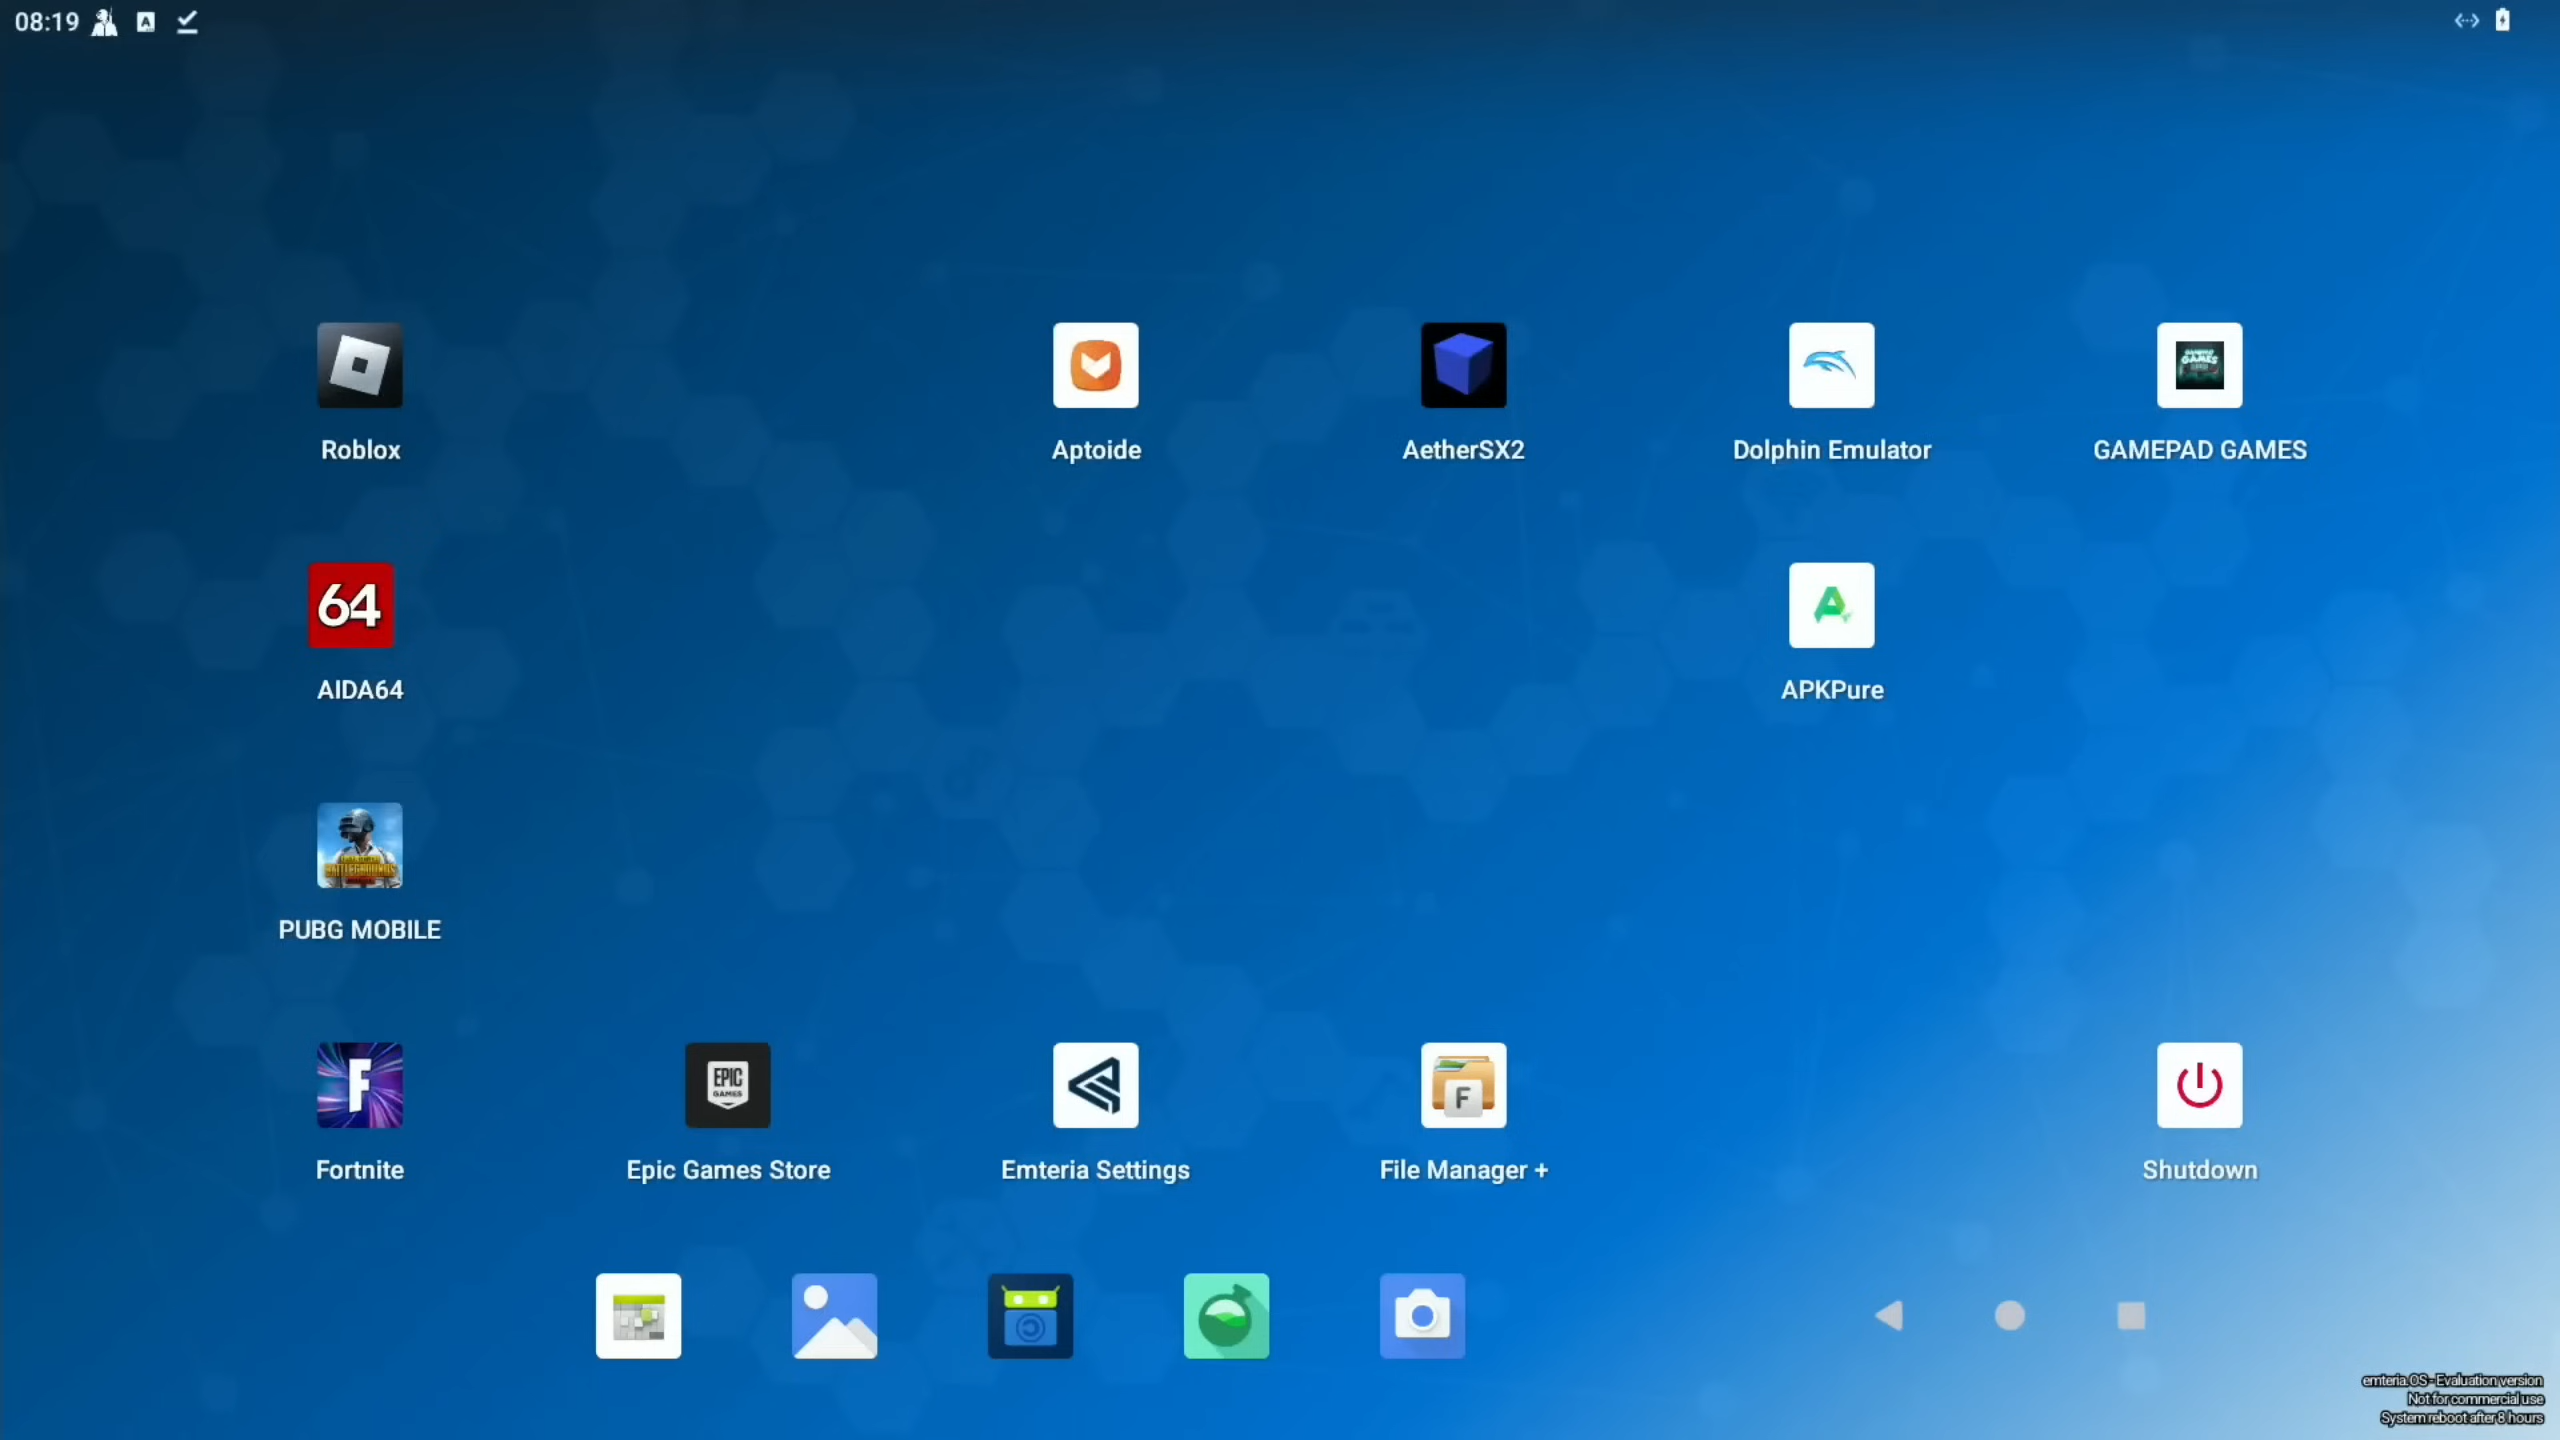 08:19
A
Roblox
Aptoide
AetherSX2
Dolphin Emulator
GAMEPAD GAMES
64
A
AIDA64
APKPure
PUBG MOBILE
F
EPIC
GAMES
F
Fortnite
Epic Games Store
Emteria Settings
File Manager +
Shutdown
emteria.OS - Evaluation version
Not for commercial use
System reboot after 8 hours